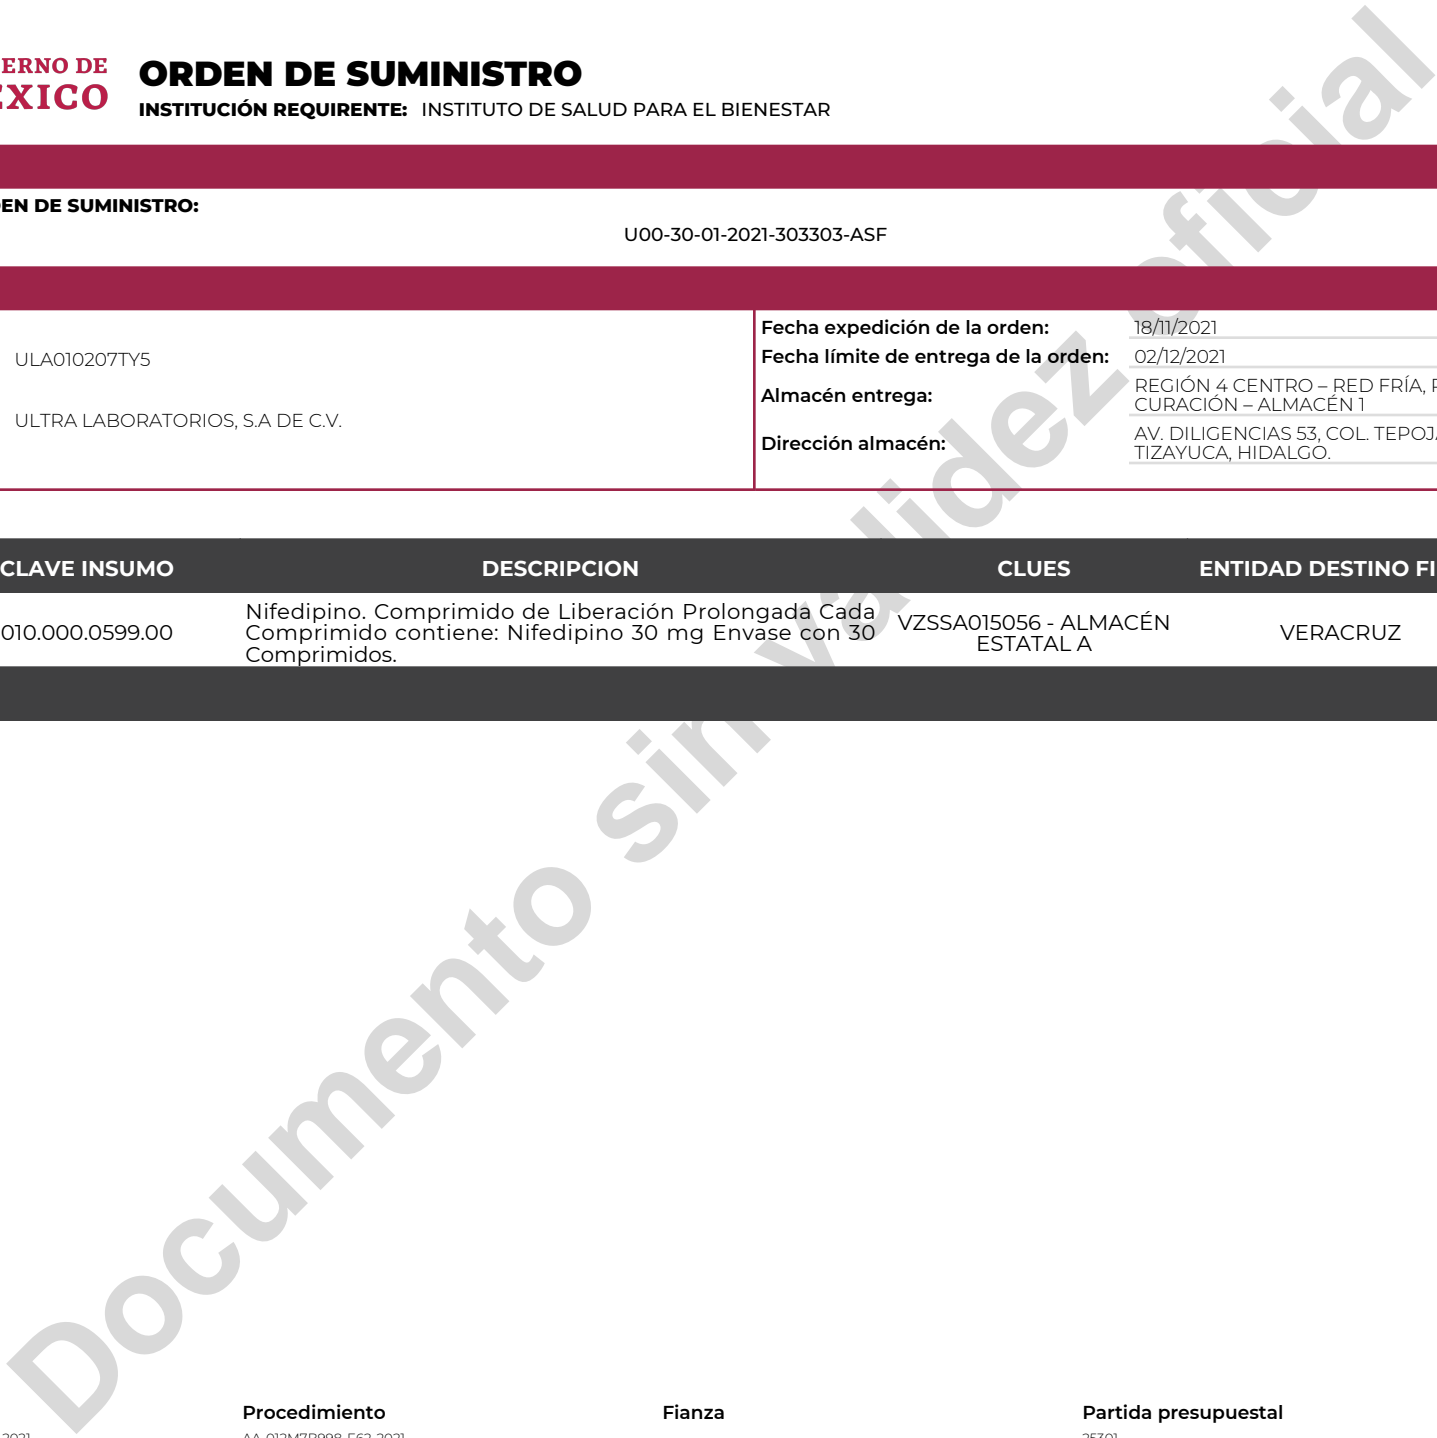 ORDEN DE SUMINISTRO
INSTITUCIÓN REQUIRENTE: INSTITUTO DE SALUD PARA EL BIENESTAR
ERNO DE
EXICO
EN DE SUMINISTRO:
U00-30-01-2021-303303-ASF
ULA010207TY5
ULTRA LABORATORIOS, S.A DE C.V.
Fecha expedición de la orden: 18/11/2021
Fecha límite de entrega de la orden: 02/12/2021
Almacén entrega: REGIÓN 4 CENTRO – RED FRÍA,
CURACIÓN – ALMACÉN 1
Dirección almacén: AV. DILIGENCIAS 53, COL. TEPOJ
TIZAYUCA, HIDALGO.
CLAVE INSUMO DESCRIPCION CLUES ENTIDAD DESTINO FI
010.000.0599.00
Nifedipino. Comprimido de Liberación Prolongada Cada
Comprimido contiene: Nifedipino 30 mg Envase con 30
Comprimidos.
VZSSA015056 - ALMACÉN
ESTATAL A
VERACRUZ
Documento sin validez oficial
Procedimiento Fianza Partida presupuestal